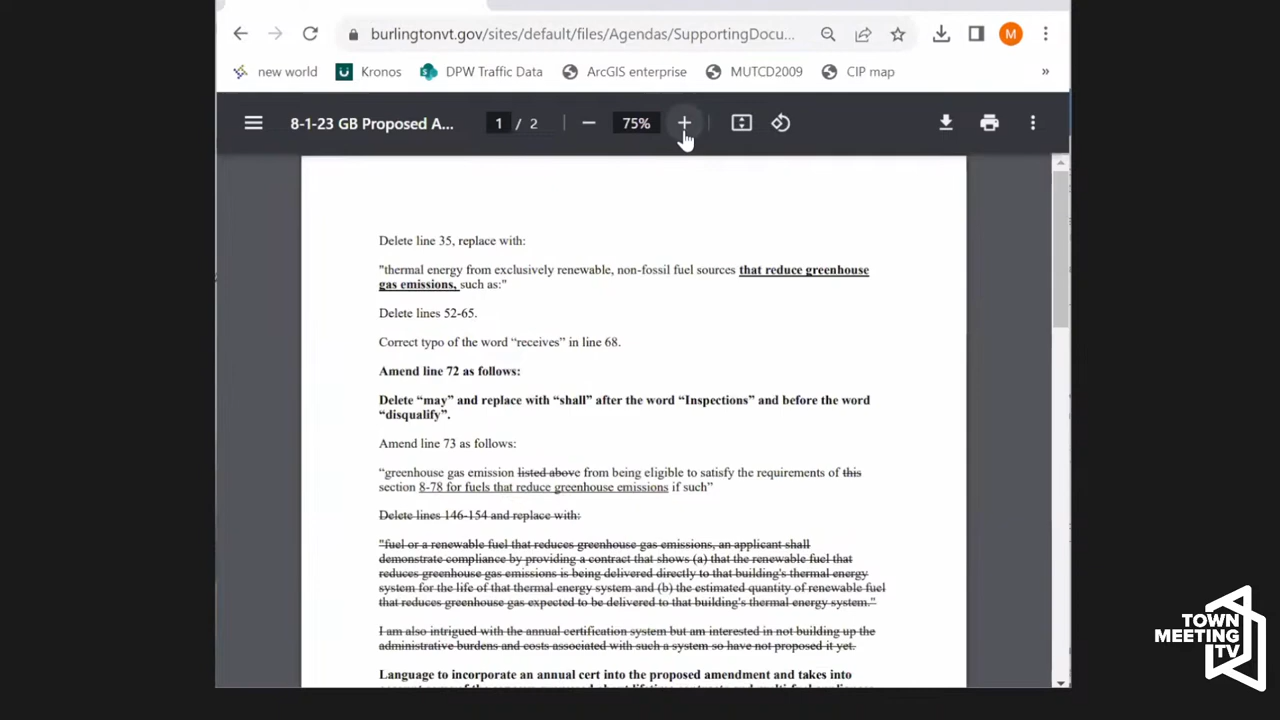 burlingtonvt.gov/sites/default/files/Agendas/SupportingDocu...
M
new world
Kronos
DPW Traffic Data
ArcGIS enterprise
MUTCD2009
CIP map
»
8-1-23 GB Proposed A...
1 / 2
75%
Delete line 35, replace with:
"thermal energy from exclusively renewable, non-fossil fuel sources that reduce greenhouse
gas emissions, such as:"
Delete lines 52-65.
Correct typo of the word “receives” in line 68.
Amend line 72 as follows:
Delete “may” and replace with “shall” after the word “Inspections” and before the word
“disqualify”.
Amend line 73 as follows:
“greenhouse gas emission listed above from being eligible to satisfy the requirements of this
section 8-78 for fuels that reduce greenhouse emissions if such”
Delete lines 146-154 and replace with:
"fuel or a renewable fuel that reduces greenhouse gas emissions, an applicant shall
demonstrate compliance by providing a contract that shows (a) that the renewable fuel that
reduces greenhouse gas emissions is being delivered directly to that building's thermal energy
system for the life of that thermal energy system and (b) the estimated quantity of renewable fuel
that reduces greenhouse gas expected to be delivered to that building's thermal energy system."
I am also intrigued with the annual certification system but am interested in not building up the
administrative burdens and costs associated with such a system so have not proposed it yet.
Language to incorporate an annual cert into the proposed amendment and takes into
TOWN
MEETING
TV